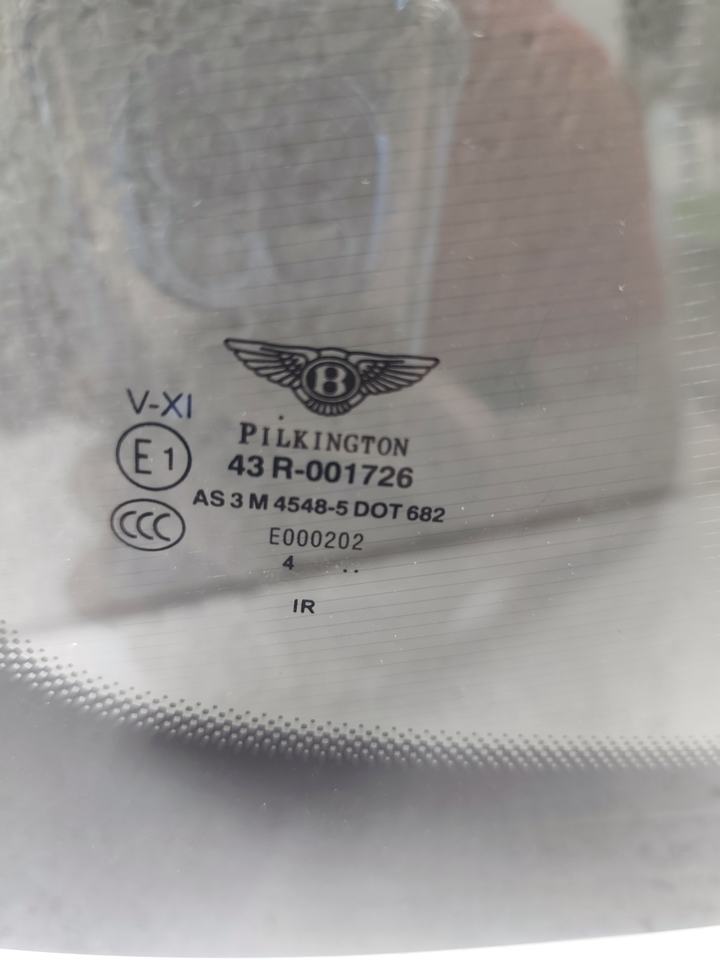 B
V-XI
PILKINGTON
E1
43 R-001726
AS 3 M 4548-5 DOT 682
CCC
E000202
4 ..
IR